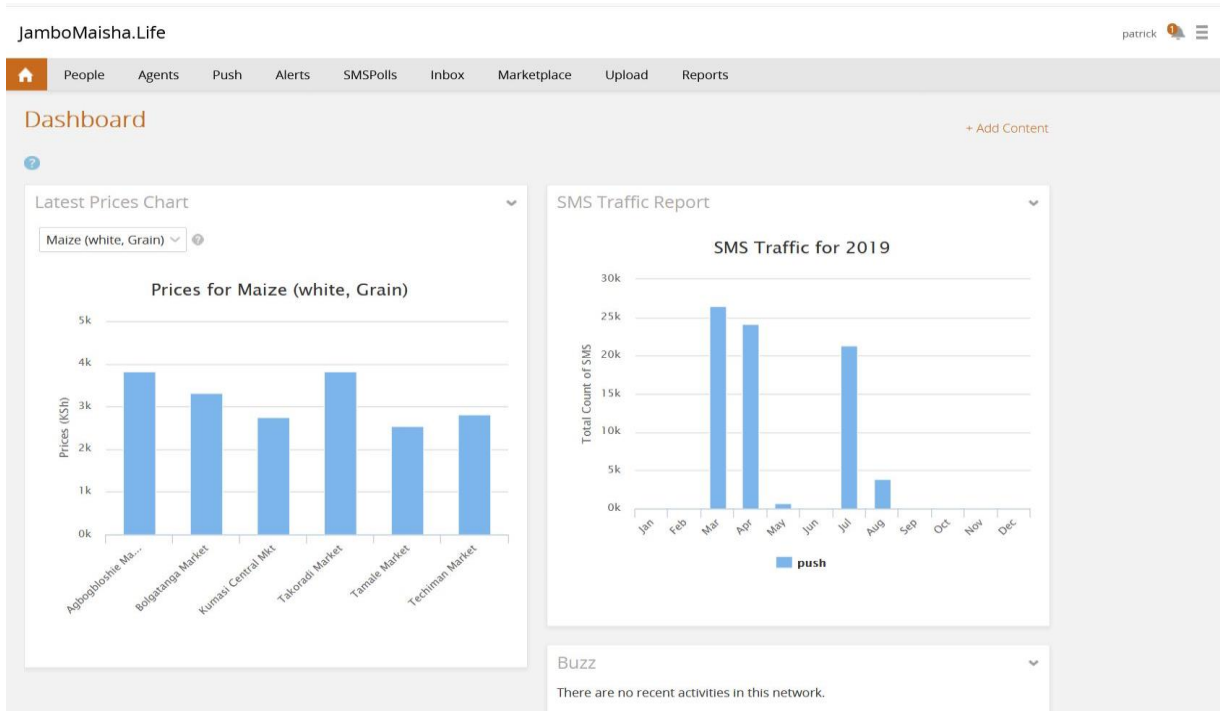 JamboMaisha.Life
patrick 1
People Agents Push Alerts SMSPolls Inbox Marketplace Upload Reports
Dashboard
+ Add Content
?
Latest Prices Chart
Maize (white, Grain) ?
Prices for Maize (white, Grain)
5k
4k
3k
2k
1k
0k
Prices (KSh)
Agbogbloshie Ma...
Bolgatanga Market
Kumasi Central Mkt
Takoradi Market
Tamale Market
Techiman Market
SMS Traffic Report
SMS Traffic for 2019
30k
25k
20k
15k
10k
5k
0k
Total Count of SMS
Jan Feb Mar Apr May Jun Jul Aug Sep Oct Nov Dec
push
Buzz
There are no recent activities in this network.